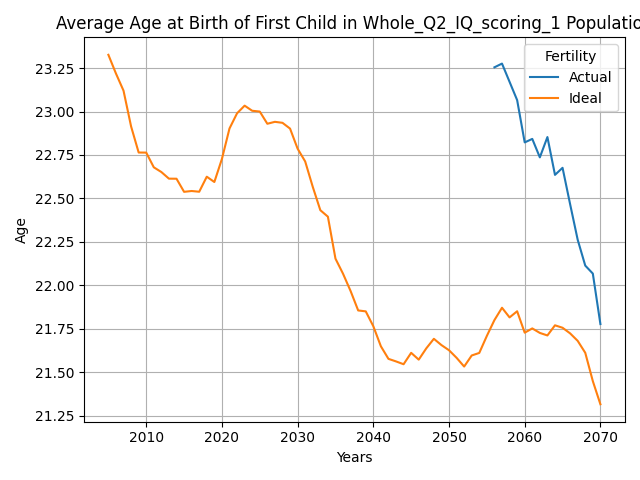 Average Age at Birth of First Child in Whole_Q2_IQ_scoring_1 Populatio
Fertility
Actual
Ideal
Age
23.25
23.00
22.75
22.50
22.25
22.00
21.75
21.50
21.25
2010 2020 2030 2040 2050 2060 2070
Years